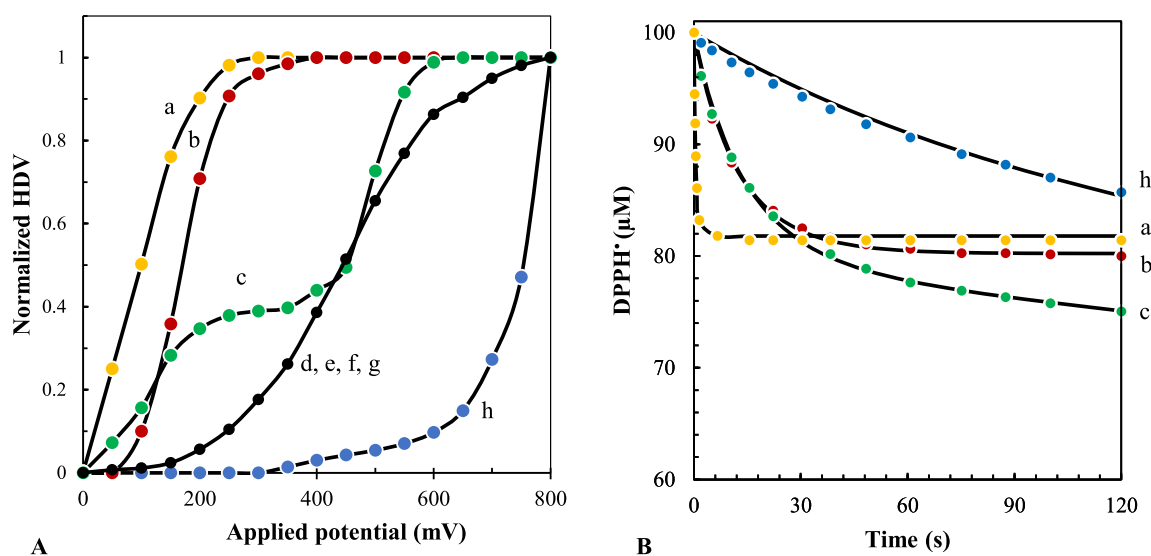 1
0.8
0.6
0.4
0.2
0
0
200
400
600
800
Normalized HDV
Applied potential (mV)
a
b
c
d, e, f, g
h
A
100
90
80
70
60
0
30
60
90
120
DPPH• (µM)
Time (s)
h
a
b
c
B